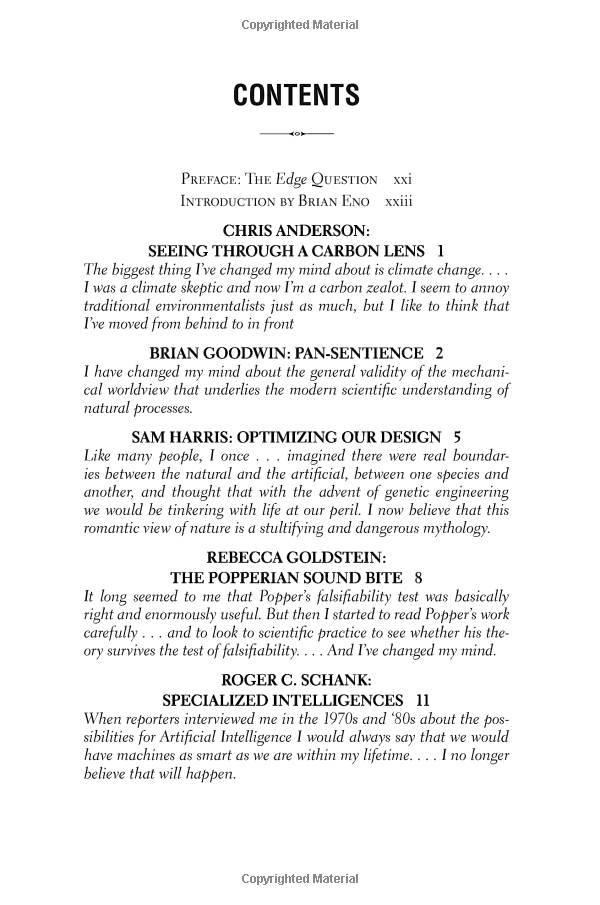 Copyrighted Material
CONTENTS
PREFACE: THE Edge QUESTION xxi
INTRODUCTION BY BRIAN ENO xxiii
CHRIS ANDERSON:
SEEING THROUGH A CARBON LENS 1
The biggest thing I've changed my mind about is climate change. . . .
I was a climate skeptic and now I'm a carbon zealot. I seem to annoy
traditional environmentalists just as much, but I like to think that
I've moved from behind to in front
BRIAN GOODWIN: PAN-SENTIENCE 2
I have changed my mind about the general validity of the mechani-
cal worldview that underlies the modern scientific understanding of
natural processes.
SAM HARRIS: OPTIMIZING OUR DESIGN 5
Like many people, I once . . . imagined there were real boundar-
ies between the natural and the artificial, between one species and
another, and thought that with the advent of genetic engineering
we would be tinkering with life at our peril. I now believe that this
romantic view of nature is a stultifying and dangerous mythology.
REBECCA GOLDSTEIN:
THE POPPERIAN SOUND BITE 8
It long seemed to me that Popper's falsifiability test was basically
right and enormously useful. But then I started to read Popper's work
carefully . . . and to look to scientific practice to see whether his the-
ory survives the test of falsifiability. . . . And I've changed my mind.
ROGER C. SCHANK:
SPECIALIZED INTELLIGENCES 11
When reporters interviewed me in the 1970s and '80s about the pos-
sibilities for Artificial Intelligence I would always say that we would
have machines as smart as we are within my lifetime. . . . I no longer
believe that will happen.
Copyrighted Material